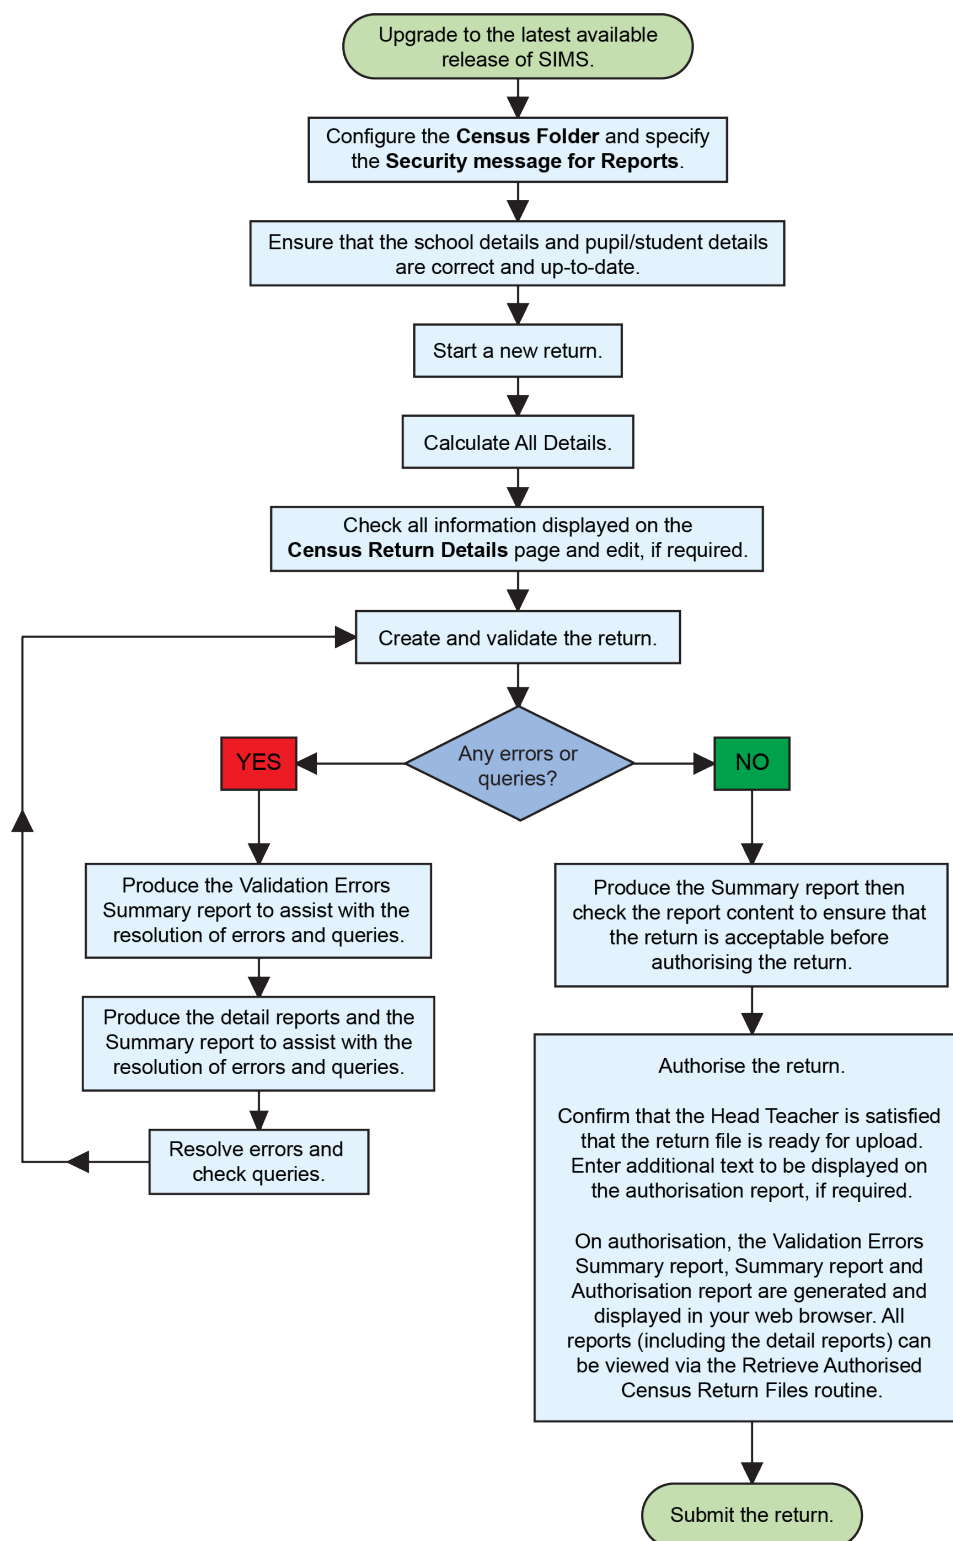 Upgrade to the latest available
release of SIMS.
Configure the Census Folder and specify
the Security message for Reports.
Ensure that the school details and pupil/student details
are correct and up-to-date.
Start a new return.
Calculate All Details.
Check all information displayed on the
Census Return Details page and edit, if required.
Create and validate the return.
Any errors or
queries?
YES
NO
Produce the Validation Errors
Summary report to assist with the
resolution of errors and queries.
Produce the detail reports and the
Summary report to assist with the
resolution of errors and queries.
Resolve errors and
check queries.
Produce the Summary report then
check the report content to ensure that
the return is acceptable before
authorising the return.
Authorise the return.
Confirm that the Head Teacher is satisfied
that the return file is ready for upload.
Enter additional text to be displayed on
the authorisation report, if required.
On authorisation, the Validation Errors
Summary report, Summary report and
Authorisation report are generated and
displayed in your web browser. All
reports (including the detail reports) can
be viewed via the Retrieve Authorised
Census Return Files routine.
Submit the return.